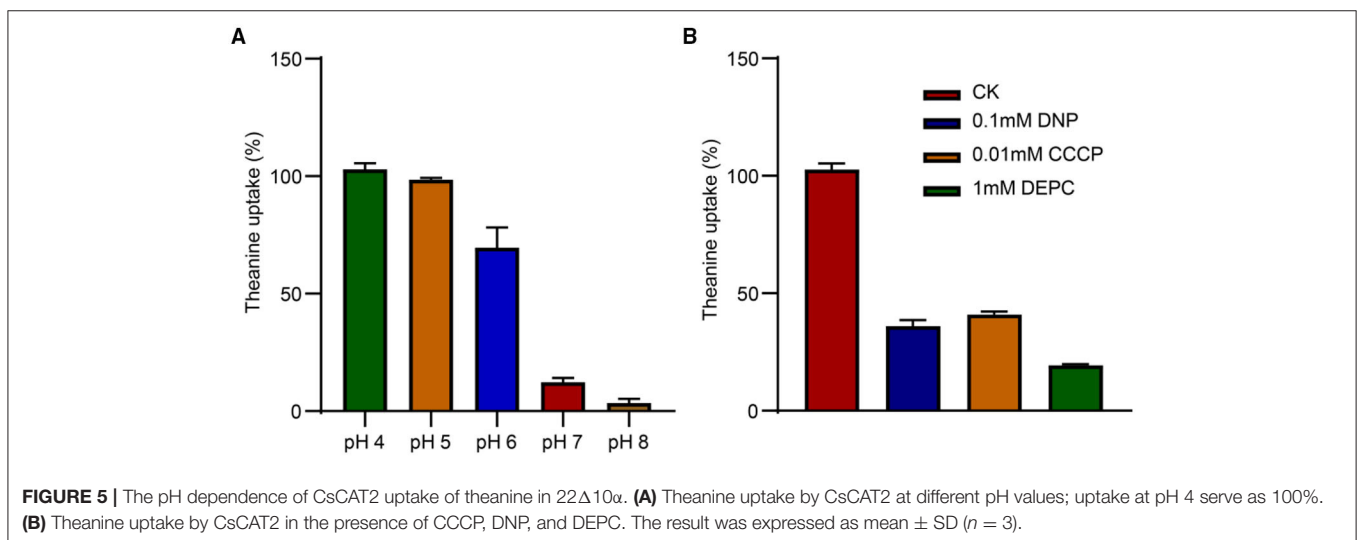 A
150
100
50
0
Theanine uptake (%)
pH 4 pH 5 pH 6 pH 7 pH 8
B
150
100
50
0
Theanine uptake (%)
CK
0.1mM DNP
0.01mM CCCP
1mM DEPC
FIGURE 5 | The pH dependence of CsCAT2 uptake of theanine in 22Δ10α. (A) Theanine uptake by CsCAT2 at different pH values; uptake at pH 4 serve as 100%.
(B) Theanine uptake by CsCAT2 in the presence of CCCP, DNP, and DEPC. The result was expressed as mean ± SD (n = 3).